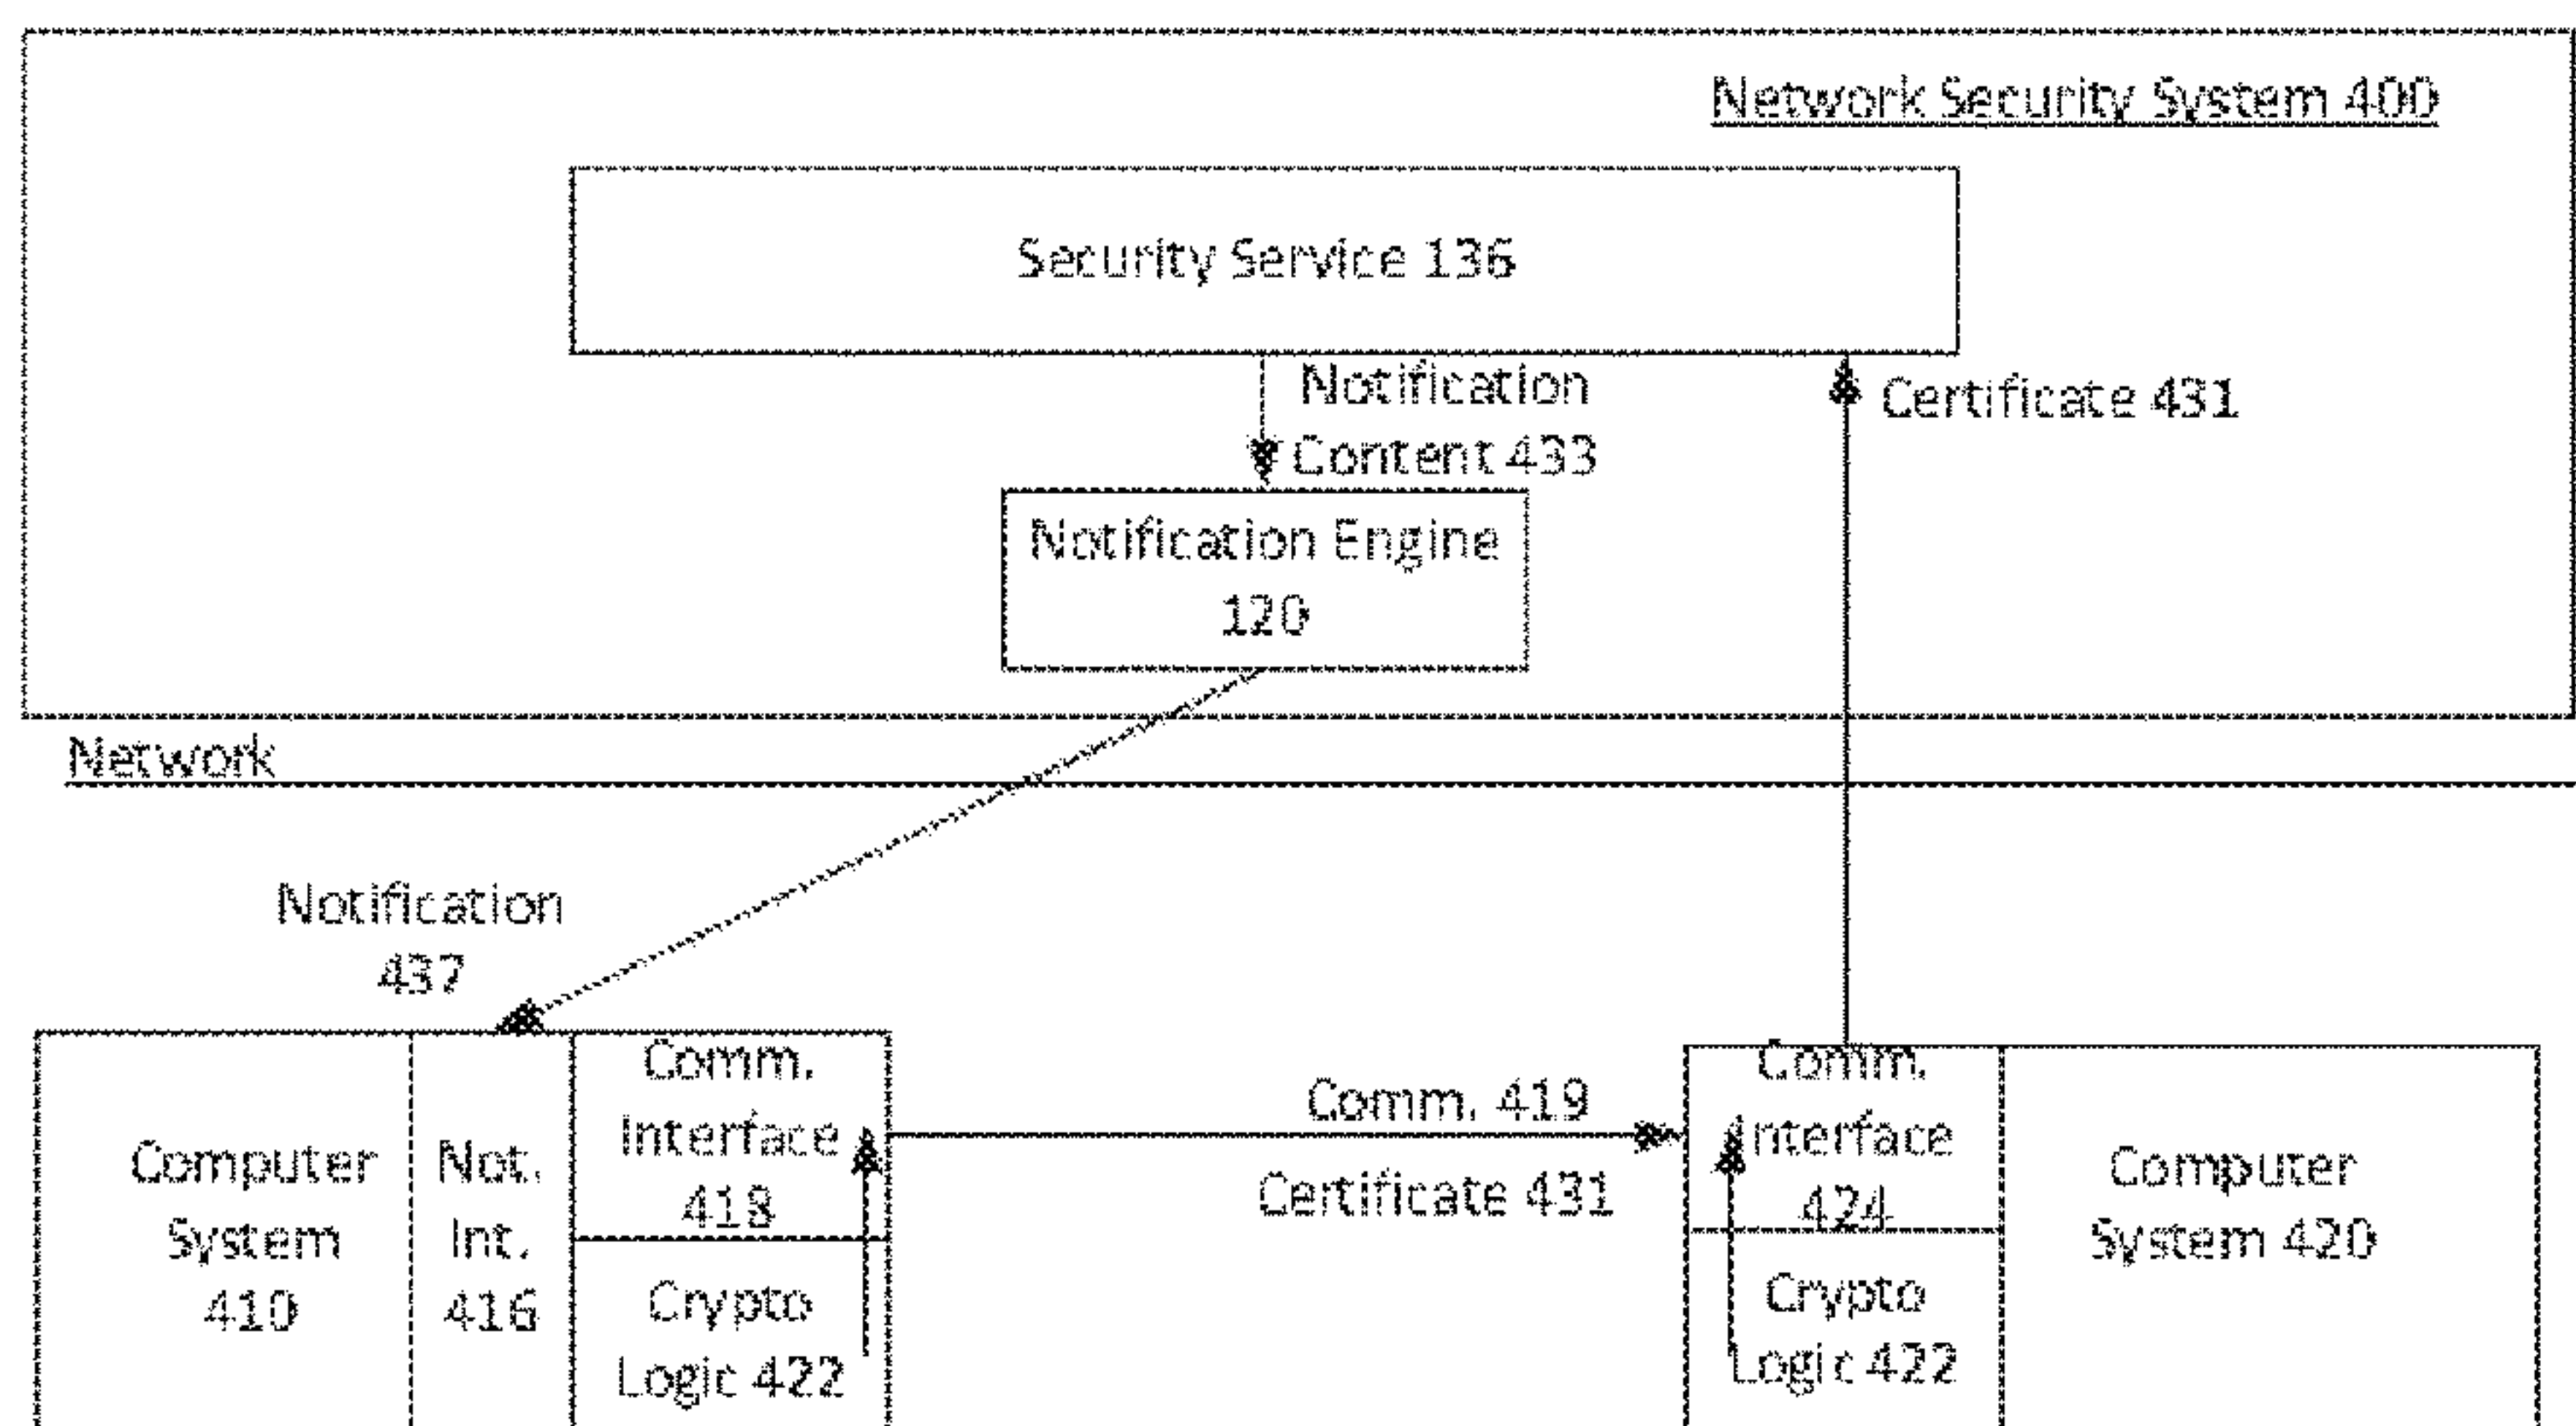 Network Security System 400
Security Service 136
Notification
Content 433
Certificate 431
Notification Engine
120
Network
Notification
437
Computer
System
410
Not.
Int.
416
Comm.
Interface
418
Crypto
Logic 422
Comm. 419
Certificate 431
Comm.
Interface
424
Crypto
Logic 422
Computer
System 420